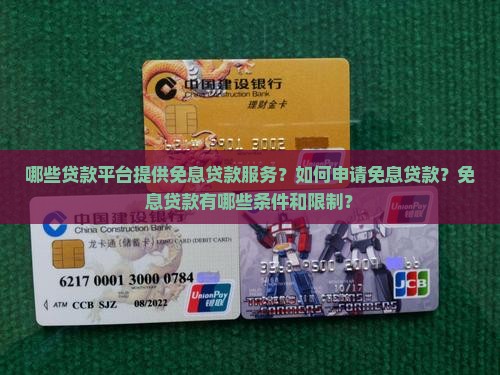 中国建设银行
China Construction Bank
理财金卡
哪些贷款平台提供免息贷款服务？如何申请免息贷款？免
息贷款有哪些条件和限制？
中国建设银行
China Construction Bank
龙卡通(储蓄卡) LONG CARD (DEBIT CARD)
6217 0001 3000 0784
ATM CCB SJZ 08/2022
UnionPay
银联
UnionPay
银联
10/17
JCB